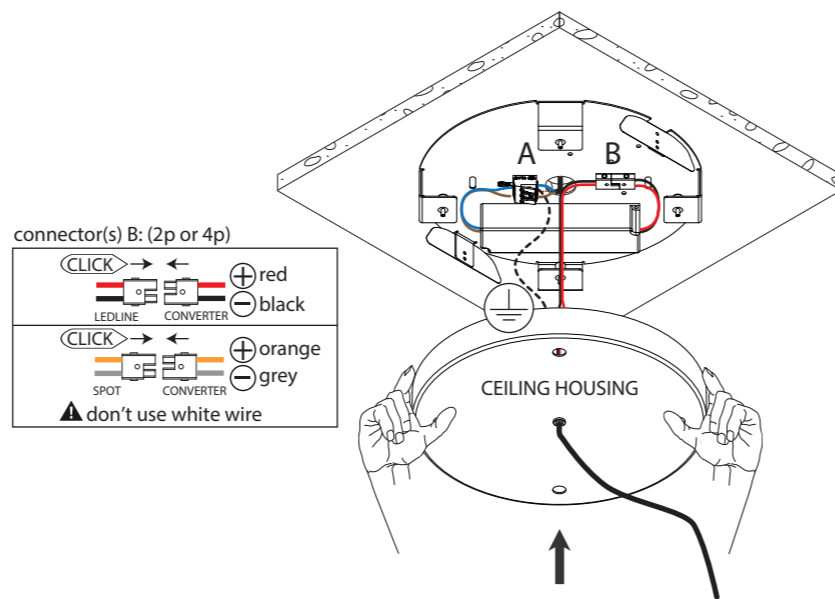 A
B
connector(s) B: (2p or 4p)
CLICK
+ red
- black
LEDLINE
CONVERTER
CLICK
+ orange
- grey
SPOT
CONVERTER
don't use white wire
CEILING HOUSING